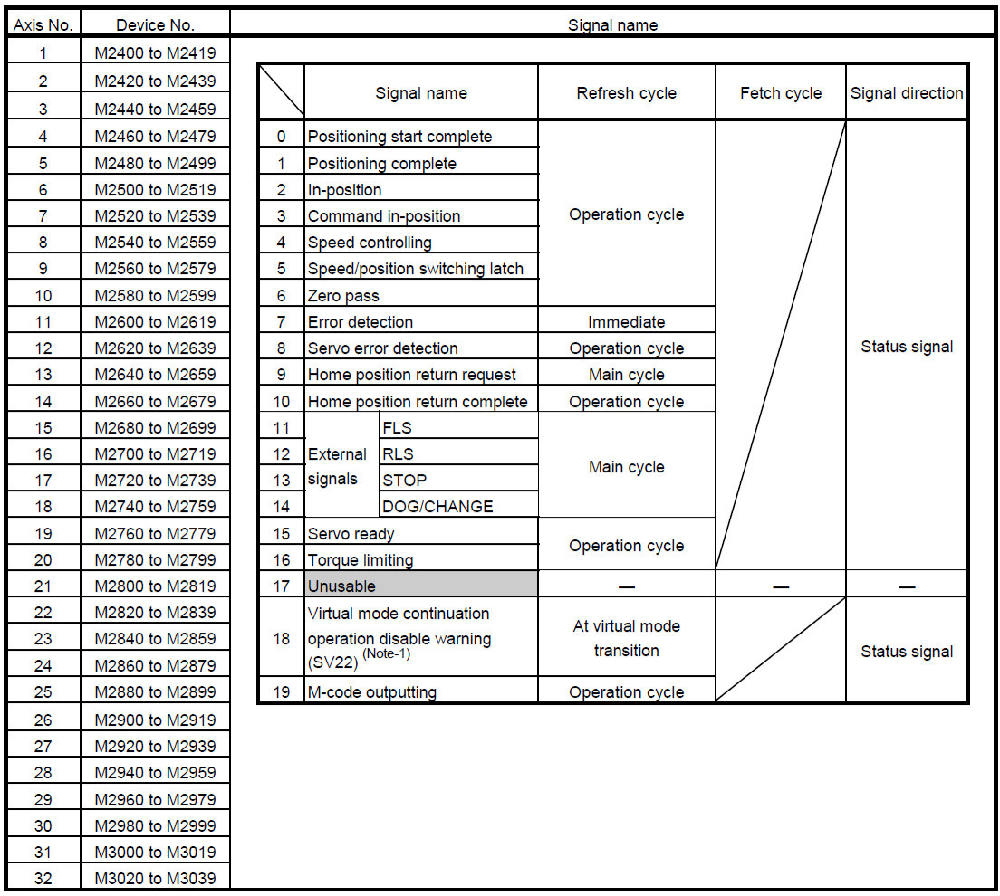 Axis No. Device No. Signal name
1 M2400 to M2419
2 M2420 to M2439
3 M2440 to M2459
4 M2460 to M2479
5 M2480 to M2499
6 M2500 to M2519
7 M2520 to M2539
8 M2540 to M2559
9 M2560 to M2579
10 M2580 to M2599
11 M2600 to M2619
12 M2620 to M2639
13 M2640 to M2659
14 M2660 to M2679
15 M2680 to M2699
16 M2700 to M2719
17 M2720 to M2739
18 M2740 to M2759
19 M2760 to M2779
20 M2780 to M2799
21 M2800 to M2819
22 M2820 to M2839
23 M2840 to M2859
24 M2860 to M2879
25 M2880 to M2899
26 M2900 to M2919
27 M2920 to M2939
28 M2940 to M2959
29 M2960 to M2979
30 M2980 to M2999
31 M3000 to M3019
32 M3020 to M3039
Signal name Refresh cycle Fetch cycle Signal direction
0 Positioning start complete
1 Positioning complete
2 In-position
3 Command in-position
Operation cycle
4 Speed controlling
5 Speed/position switching latch
6 Zero pass
7 Error detection Immediate
8 Servo error detection Operation cycle
Status signal
9 Home position return request Main cycle
10 Home position return complete Operation cycle
11 FLS
12 External RLS
Main cycle
13 signals STOP
14 DOG/CHANGE
15 Servo ready
Operation cycle
16 Torque limiting
17 Unusable — — —
Virtual mode continuation
18 operation disable warning
(SV22) (Note-1)
At virtual mode
transition
Status signal
19 M-code outputting Operation cycle